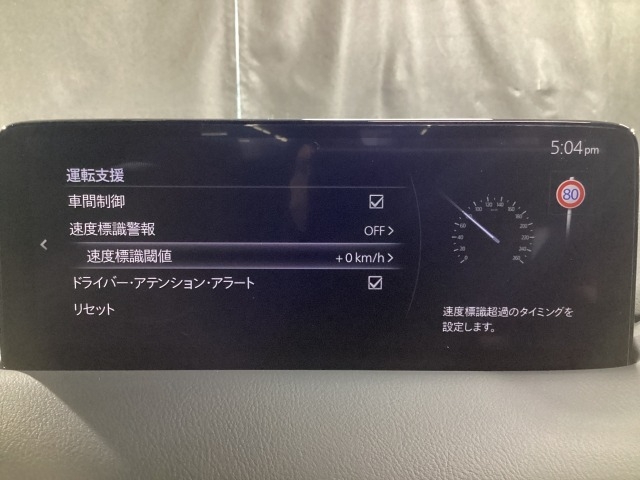 5:04pm
運転支援
車間制御
速度標識警報 OFF
速度標識閾値 +0 km/h
ドライバー・アテンション・アラート
リセット
80
速度標識超過のタイミングを
設定します。